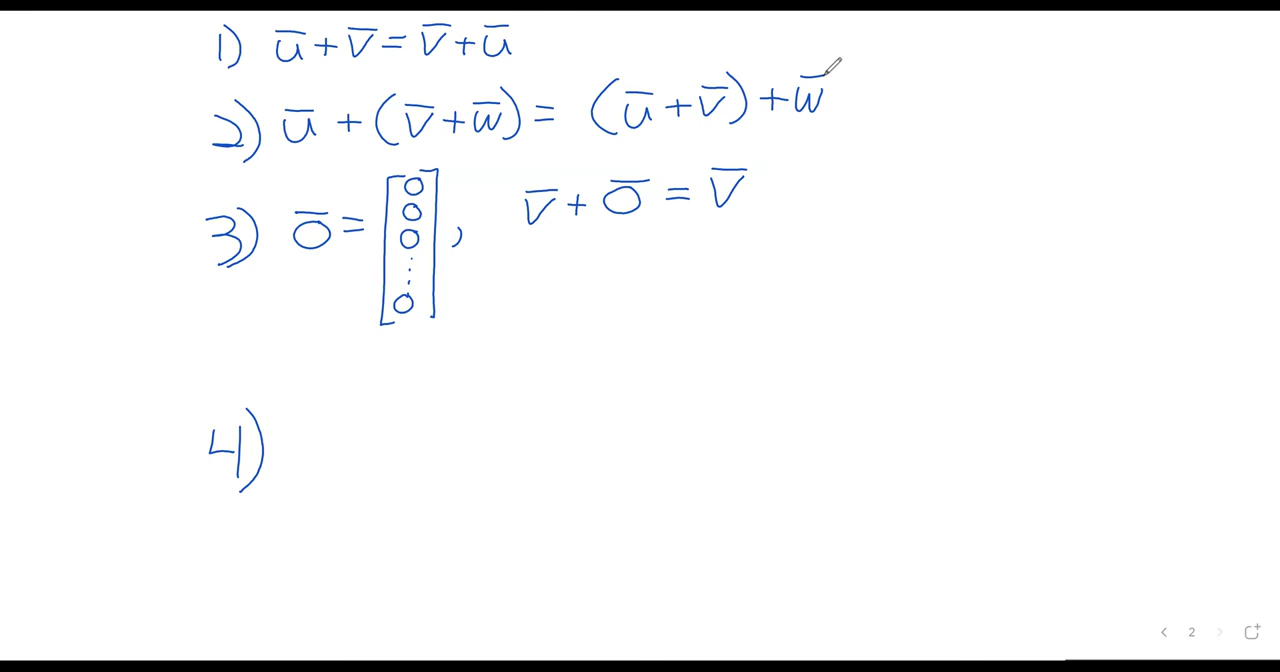 1) u̅ + v̅ = v̅ + u̅
2) u̅ + (v̅ + w̅) = (u̅ + v̅) + w̅
3) 0̅ = [0 0 0 ⋮ 0], v̅ + 0̅ = v̅
4)
< 2 >